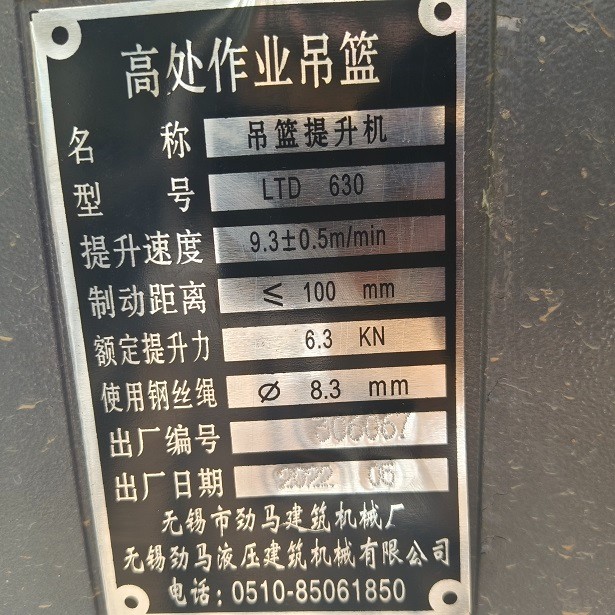 高处作业吊篮
名 称 吊篮提升机
型 号 LTD 630
提升速度 9.3±0.5m/min
制动距离 ≤ 100 mm
额定提升力 6.3 KN
使用钢丝绳 Ø 8.3 mm
出厂编号 506067
出厂日期 2022 05
无锡市劲马建筑机械厂
无锡劲马液压建筑机械有限公司
电话：0510-85061850